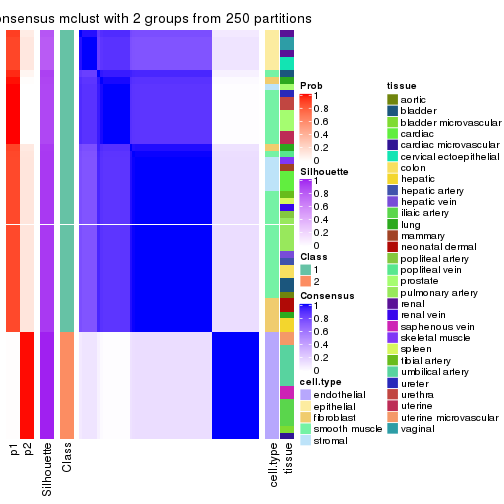 onsensus mclust with 2 groups from 250 partitions
p1
p2
Silhouette
Class
cell.type
tissue
Prob
1
0.8
0.6
0.4
0.2
0
Silhouette
1
0.8
0.6
0.4
0.2
0
Class
1
2
Consensus
1
0.8
0.6
0.4
0.2
0
cell.type
endothelial
epithelial
fibroblast
smooth muscle
stromal
tissue
aortic
bladder
bladder microvascular
cardiac
cardiac microvascular
cervical ectoepithelial
colon
hepatic
hepatic artery
hepatic vein
iliac artery
lung
mammary
neonatal dermal
popliteal artery
popliteal vein
prostate
pulmonary artery
renal
renal vein
saphenous vein
skeletal muscle
spleen
tibial artery
umbilical artery
ureter
urethra
uterine
uterine microvascular
vaginal